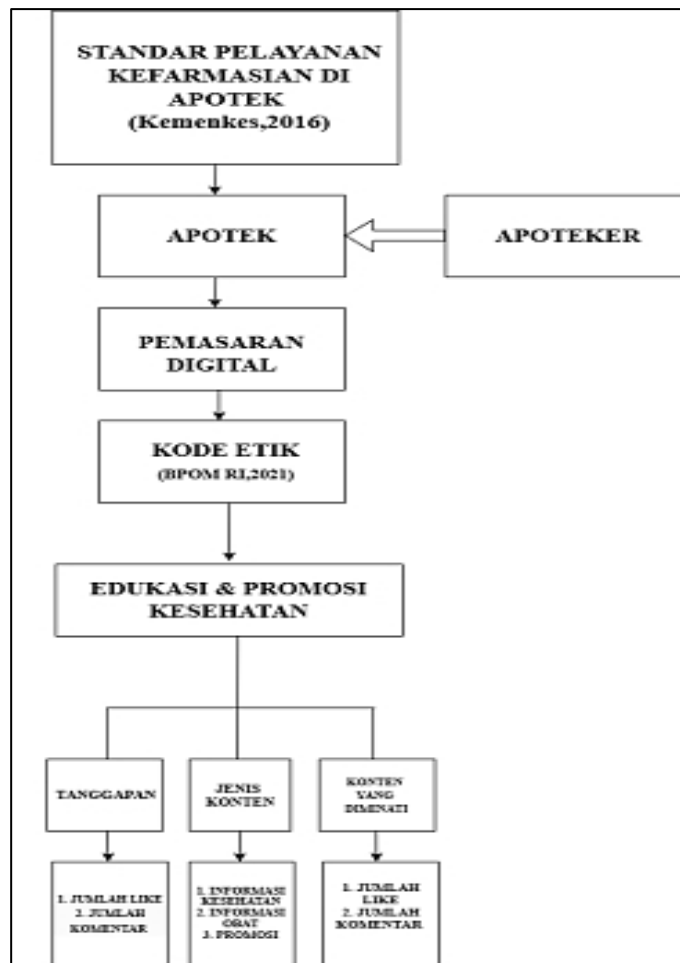 STANDAR PELAYANAN
KEFARMASIAN DI
APOTEK
(Kemenkes,2016)
APOTEK
APOTEKER
PEMASARAN
DIGITAL
KODE ETIK
(BPOM RI,2021)
EDUKASI & PROMOSI
KESEHATAN
TANGGAPAN
JENIS
KONTEN
KONTEN
YANG
DIMINATI
1. JUMLAH LIKE
2. JUMLAH
KOMENTAR
1. INFORMASI
KESEHATAN
2. INFORMASI
OBAT
3. PROMOSI
1. JUMLAH
LIKE
2. JUMLAH
KOMENTAR